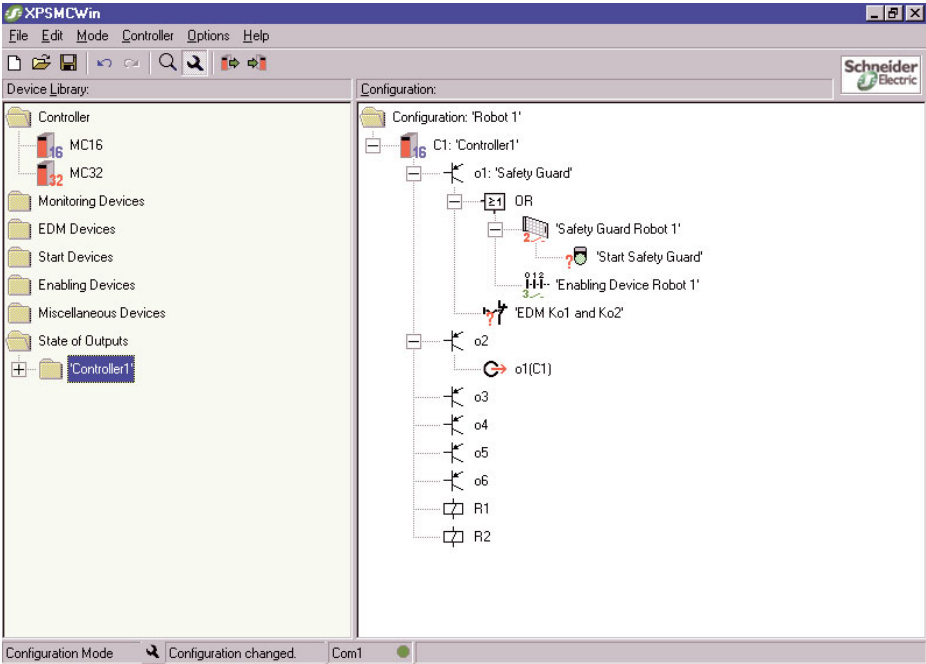 XPSMCWin
File Edit Mode Controller Options Help
Schneider
Electric
Device Library:
Configuration:
Controller
16 MC16
32 MC32
Monitoring Devices
EDM Devices
Start Devices
Enabling Devices
Miscellaneous Devices
State of Outputs
'Controller1'
Configuration: 'Robot 1'
16 C1: 'Controller1'
o1: 'Safety Guard'
≥1 OR
2 'Safety Guard Robot 1'
? 'Start Safety Guard'
0 1 2
3 'Enabling Device Robot 1'
? 'EDM Ko1 and Ko2'
o2
o1(C1)
o3
o4
o5
o6
R1
R2
Configuration Mode Configuration changed. Com1